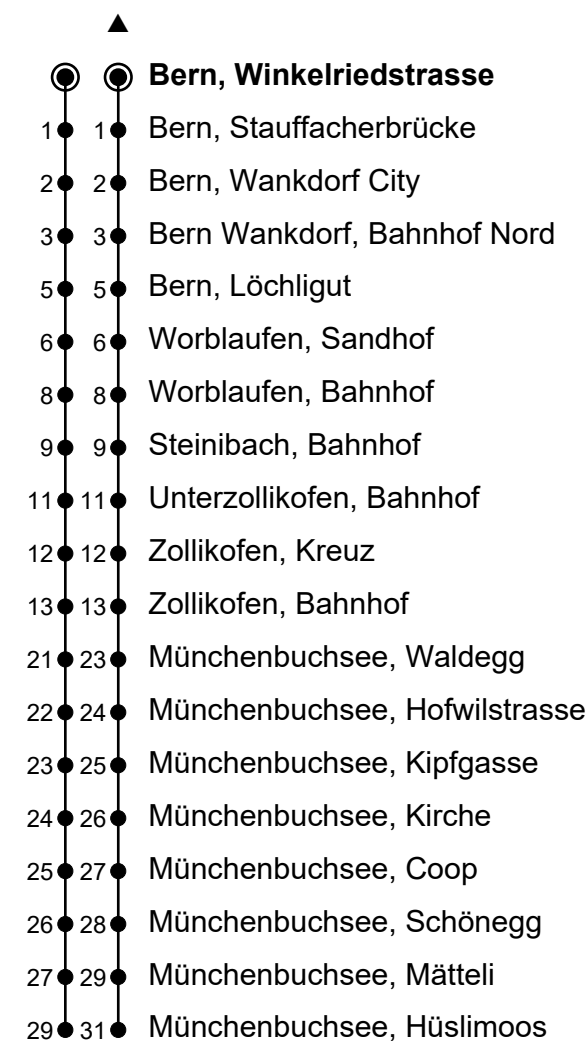 ▲
Bern, Winkelriedstrasse
1 1 Bern, Stauffacherbrücke
2 2 Bern, Wankdorf City
3 3 Bern Wankdorf, Bahnhof Nord
5 5 Bern, Löchligut
6 6 Worblaufen, Sandhof
8 8 Worblaufen, Bahnhof
9 9 Steinibach, Bahnhof
11 11 Unterzollikofen, Bahnhof
12 12 Zollikofen, Kreuz
13 13 Zollikofen, Bahnhof
21 23 Münchenbuchsee, Waldegg
22 24 Münchenbuchsee, Hofwilstrasse
23 25 Münchenbuchsee, Kipfgasse
24 26 Münchenbuchsee, Kirche
25 27 Münchenbuchsee, Coop
26 28 Münchenbuchsee, Schönegg
27 29 Münchenbuchsee, Mätteli
29 31 Münchenbuchsee, Hüslimoos